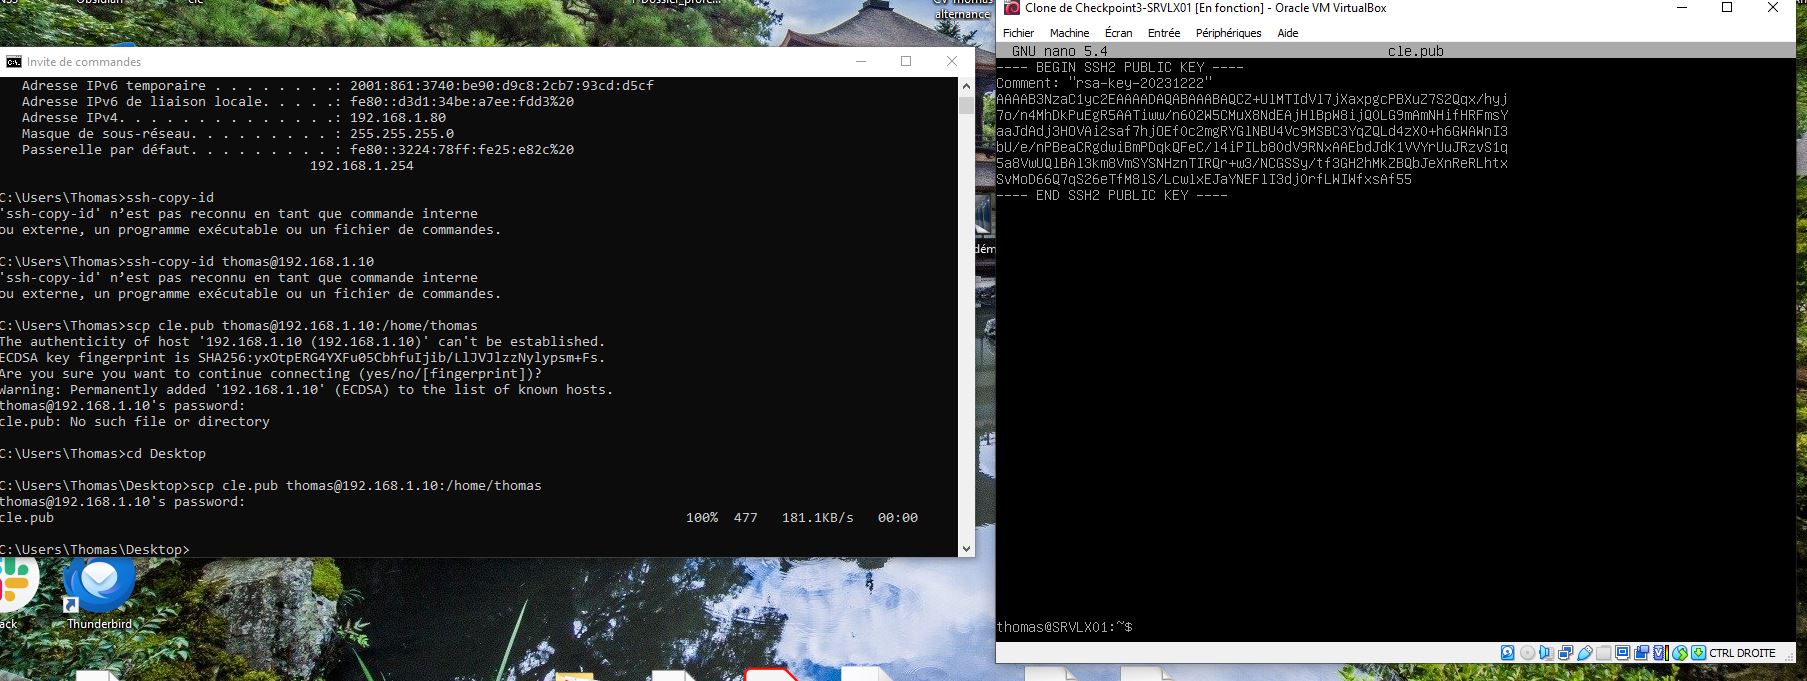 Obsidian
cle
alternance
Invite de commandes
Adresse IPv6 temporaire . . . . . . . .: 2001:861:3740:be90:d9c8:2cb7:93cd:d5cf
Adresse IPv6 de liaison locale. . . . .: fe80::d3d1:34be:a7ee:fdd3%20
Adresse IPv4. . . . . . . . . . . . . .: 192.168.1.80
Masque de sous-réseau. . . . . . . . . : 255.255.255.0
Passerelle par défaut. . . . . . . . . : fe80::3224:78ff:fe25:e82c%20
192.168.1.254
C:\Users\Thomas>ssh-copy-id
'ssh-copy-id' n’est pas reconnu en tant que commande interne
ou externe, un programme exécutable ou un fichier de commandes.
C:\Users\Thomas>ssh-copy-id thomas@192.168.1.10
'ssh-copy-id' n’est pas reconnu en tant que commande interne
ou externe, un programme exécutable ou un fichier de commandes.
C:\Users\Thomas>scp cle.pub thomas@192.168.1.10:/home/thomas
The authenticity of host '192.168.1.10 (192.168.1.10)' can't be established.
ECDSA key fingerprint is SHA256:yxOtpERG4YXFu05CbhfuIjib/LlJVJlzzNylypsm+Fs.
Are you sure you want to continue connecting (yes/no/[fingerprint])?
Warning: Permanently added '192.168.1.10' (ECDSA) to the list of known hosts.
thomas@192.168.1.10's password:
cle.pub: No such file or directory
C:\Users\Thomas>cd Desktop
C:\Users\Thomas\Desktop>scp cle.pub thomas@192.168.1.10:/home/thomas
thomas@192.168.1.10's password:
cle.pub 100% 477 181.1KB/s 00:00
C:\Users\Thomas\Desktop>
ack
Thunderbird
Clone de Checkpoint3-SRVLX01 [En fonction] - Oracle VM VirtualBox
Fichier Machine Écran Entrée Périphériques Aide
GNU nano 5.4 cle.pub
---- BEGIN SSH2 PUBLIC KEY ----
Comment: "rsa-key-20231222"
AAAAB3NzaC1yc2EAAAADAQABAAABAQCZ+UlMTIdVl7jXaxpgcPBXuZ7S2Qqx/hyj
7o/n4MhDkPuEgR5AATiww/n602W5CMuX8NdEAjHlBpW8ijQ0LG9mAmNHifHRFmsY
aaJdAdj3HOVAi2saf7hjOEf0c2mgRYGlNBU4Vc9MSBC3YqZQLd4zX0+h6GWAWnI3
bU/e/nPBeaCRgdwiBmPDqkQFeC/l4iPILb80dV9RNxAAEbdJdK1VVYrUuJRzvS1q
5a8VwUQlBAl3km8VmSYSNHznTIRQr+w3/NCGSSy/tf3GH2hMkZBQbJeXnReRLhtx
SvMoD66Q7qS26eTfM8lS/LcwlxEJaYNEFlI3dj0rfLWIWfxsAf55
---- END SSH2 PUBLIC KEY ----
thomas@SRVLX01:~$
CTRL DROITE